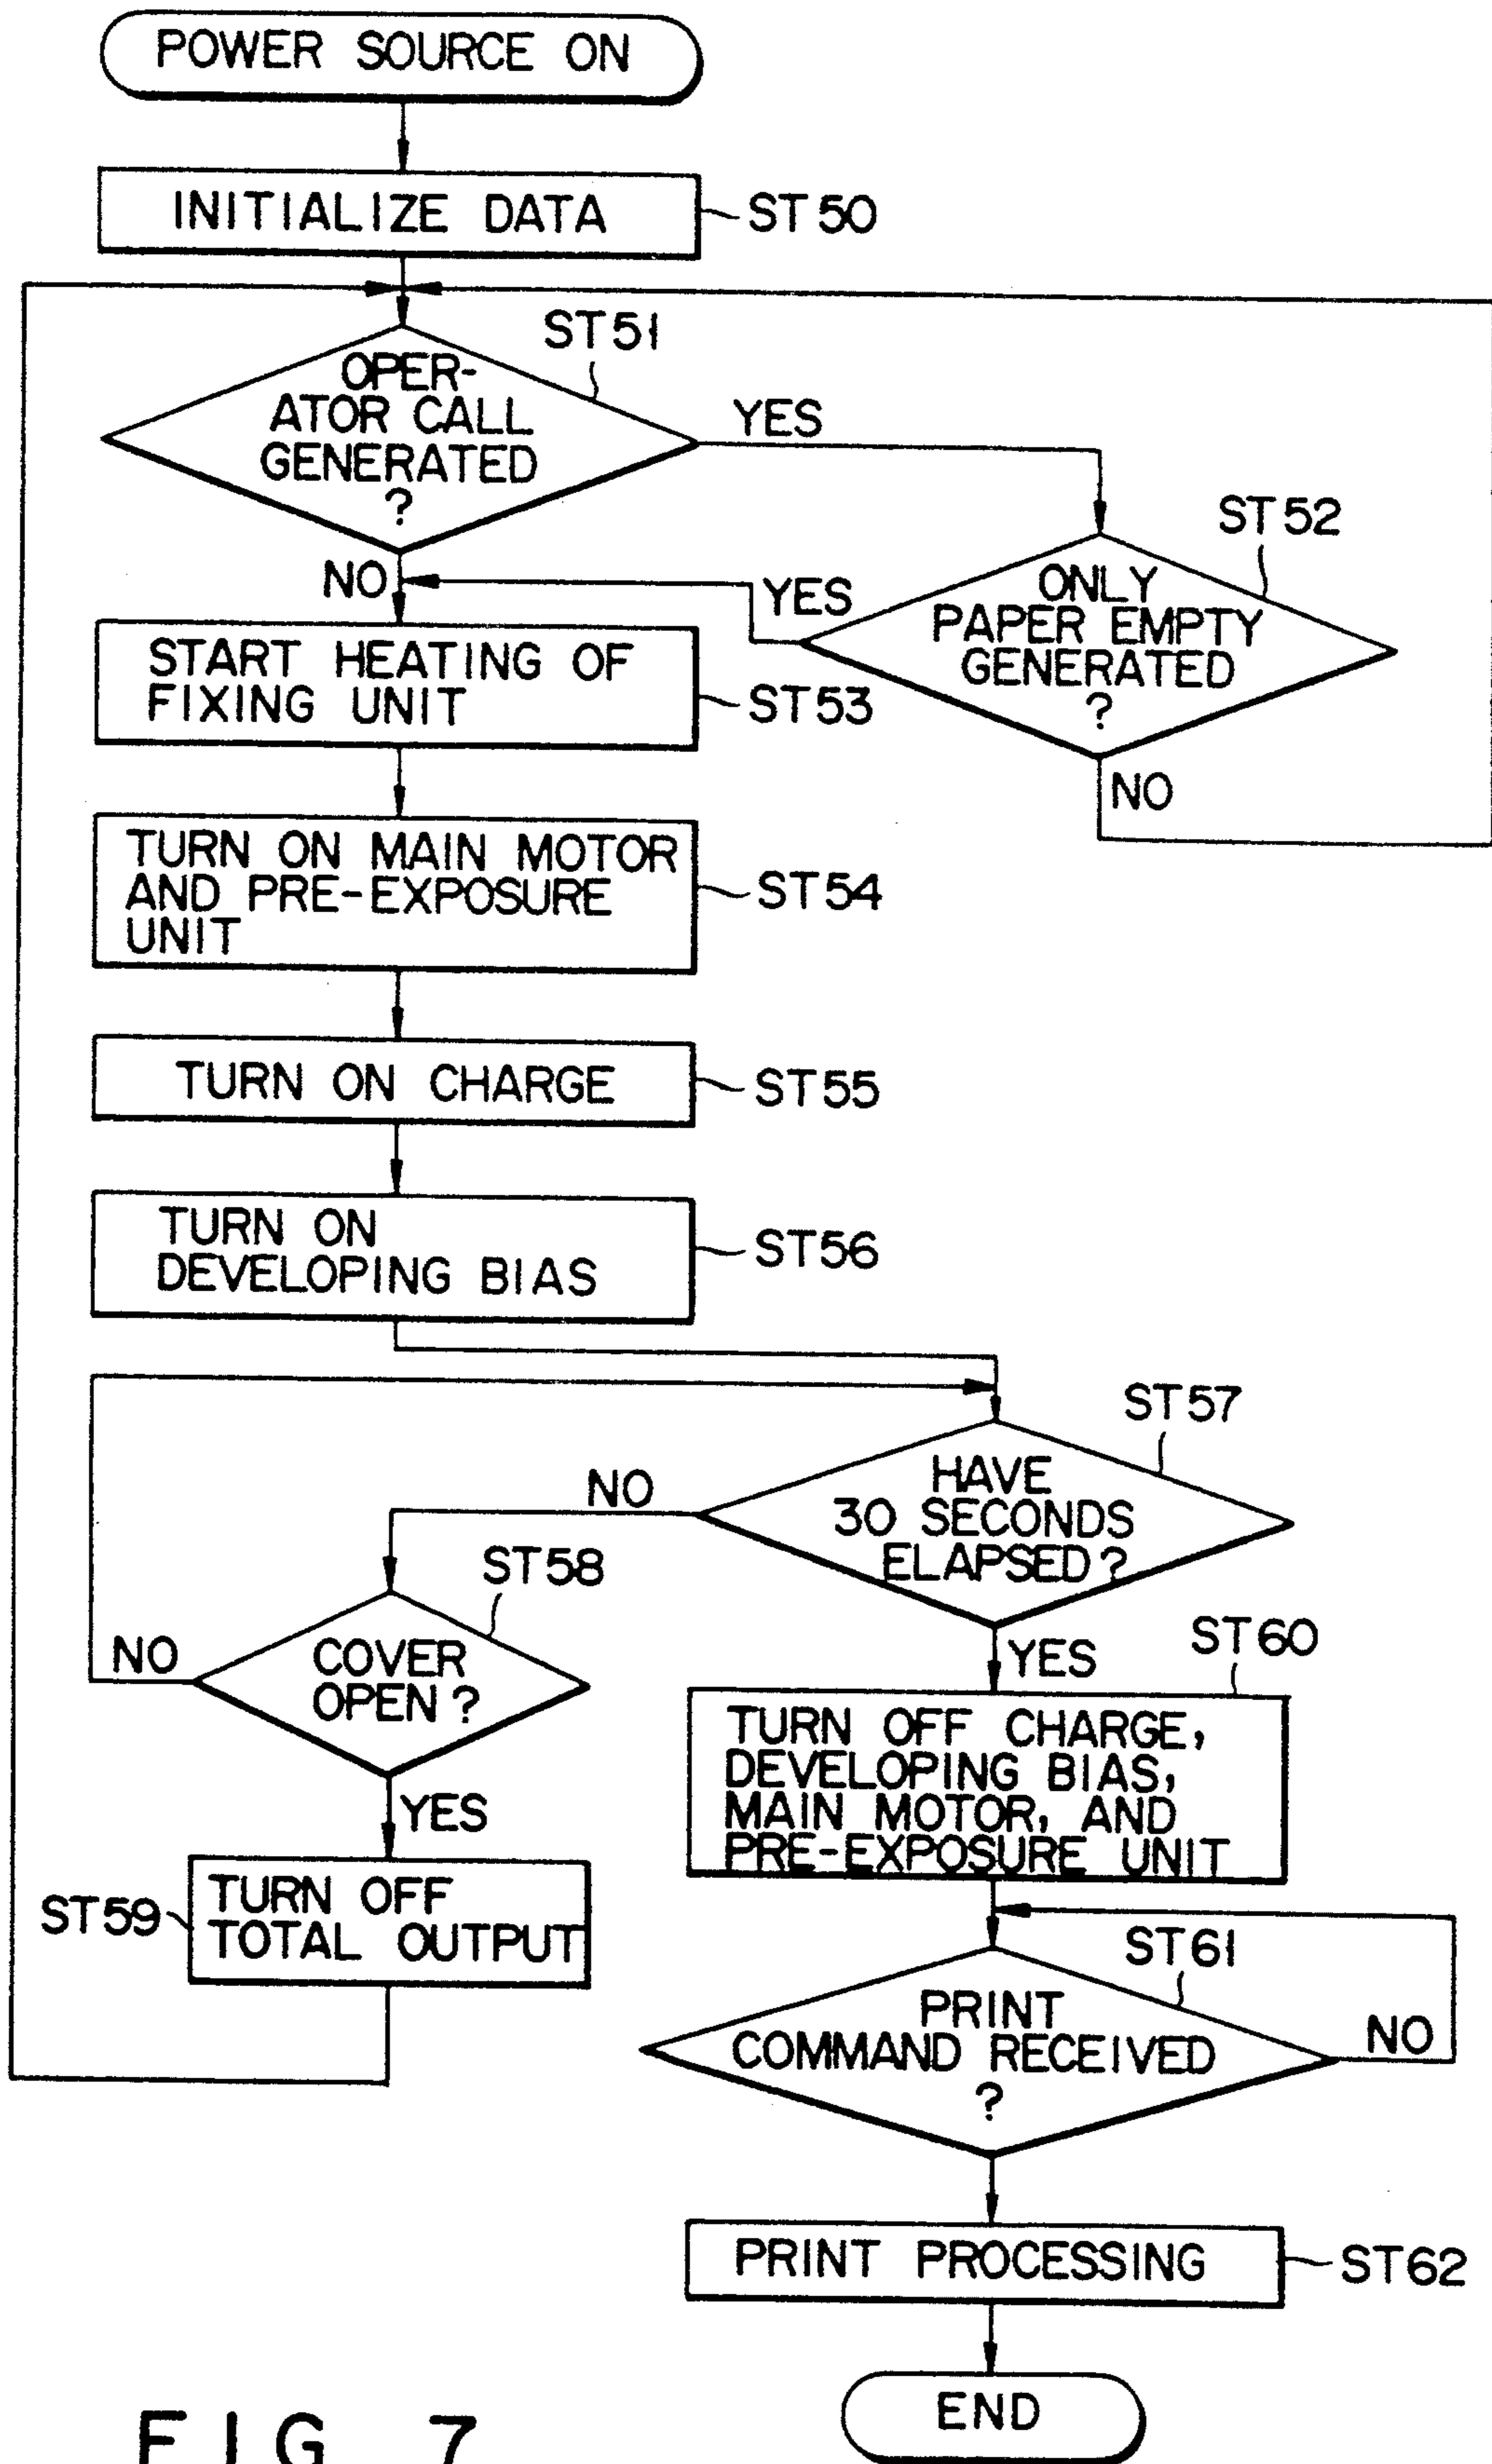 POWER SOURCE ON
INITIALIZE DATA
ST50
ST51
OPER-
ATOR CALL
GENERATED
?
YES
ST52
ONLY
PAPER EMPTY
GENERATED
?
YES
NO
NO
START HEATING OF
FIXING UNIT
ST53
TURN ON MAIN MOTOR
AND PRE-EXPOSURE
UNIT
ST54
TURN ON CHARGE
ST55
TURN ON
DEVELOPING BIAS
ST56
ST57
HAVE
30 SECONDS
ELAPSED?
NO
ST58
COVER
OPEN?
NO
YES
ST59
TURN OFF
TOTAL OUTPUT
YES
ST60
TURN OFF CHARGE,
DEVELOPING BIAS,
MAIN MOTOR, AND
PRE-EXPOSURE UNIT
ST61
PRINT
COMMAND RECEIVED
?
NO
PRINT PROCESSING
ST62
END
FIG. 7